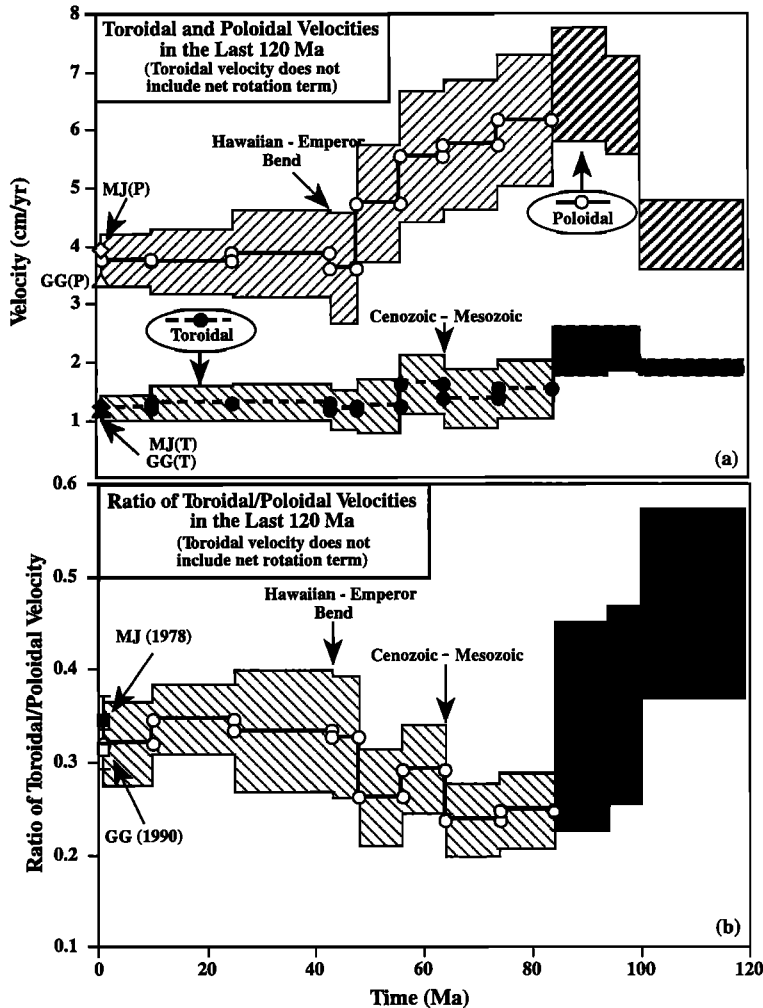 8
7
6
5
4
3
2
1
Velocity (cm/yr)
Toroidal and Poloidal Velocities
in the Last 120 Ma
(Toroidal velocity does not
include net rotation term)
Hawaiian - Emperor
Bend
MJ(P)
GG(P)
Poloidal
Toroidal
Cenozoic - Mesozoic
MJ(T)
GG(T)
(a)
0.6
0.5
0.4
0.3
0.2
0.1
Ratio of Toroidal/Poloidal Velocity
Ratio of Toroidal/Poloidal Velocities
in the Last 120 Ma
(Toroidal velocity does not
include net rotation term)
Hawaiian - Emperor
Bend
MJ (1978)
Cenozoic - Mesozoic
GG (1990)
(b)
0 20 40 60 80 100 120
Time (Ma)